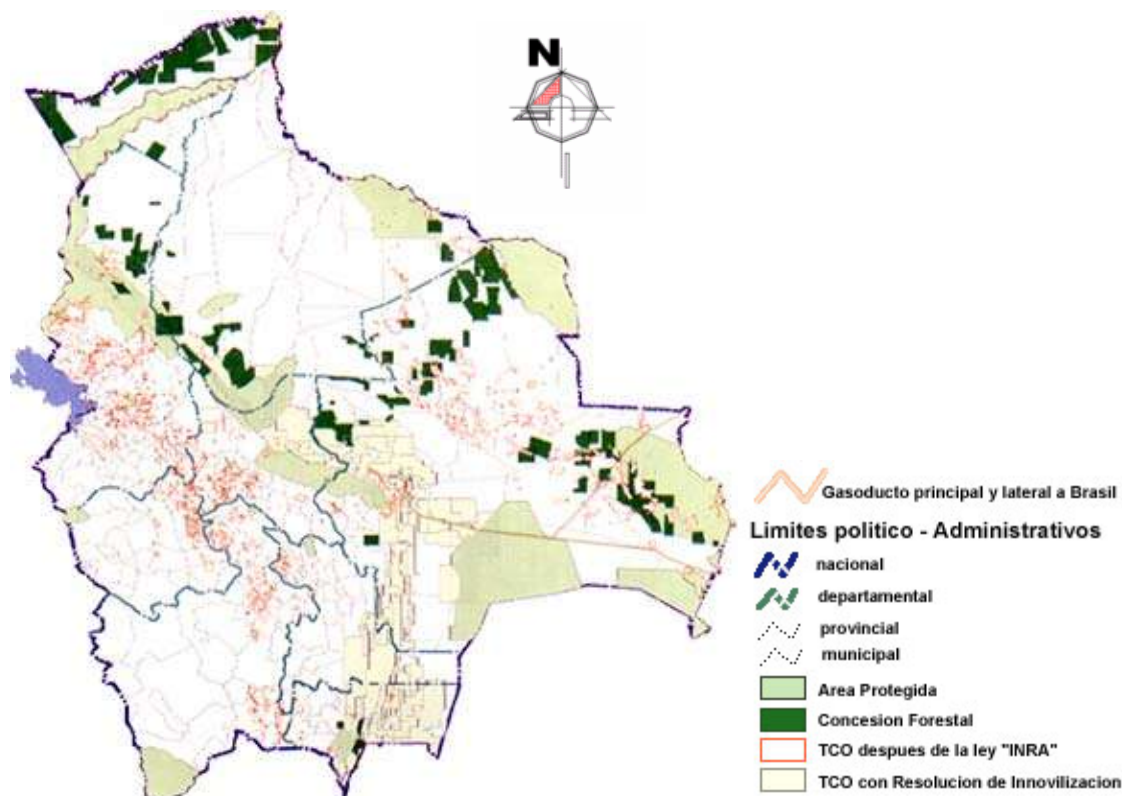 N
Gasoducto principal y lateral a Brasil
Limites politico - Administrativos
nacional
departamental
provincial
municipal
Area Protegida
Concesion Forestal
TCO despues de la ley "INRA"
TCO con Resolucion de Innovilizacion